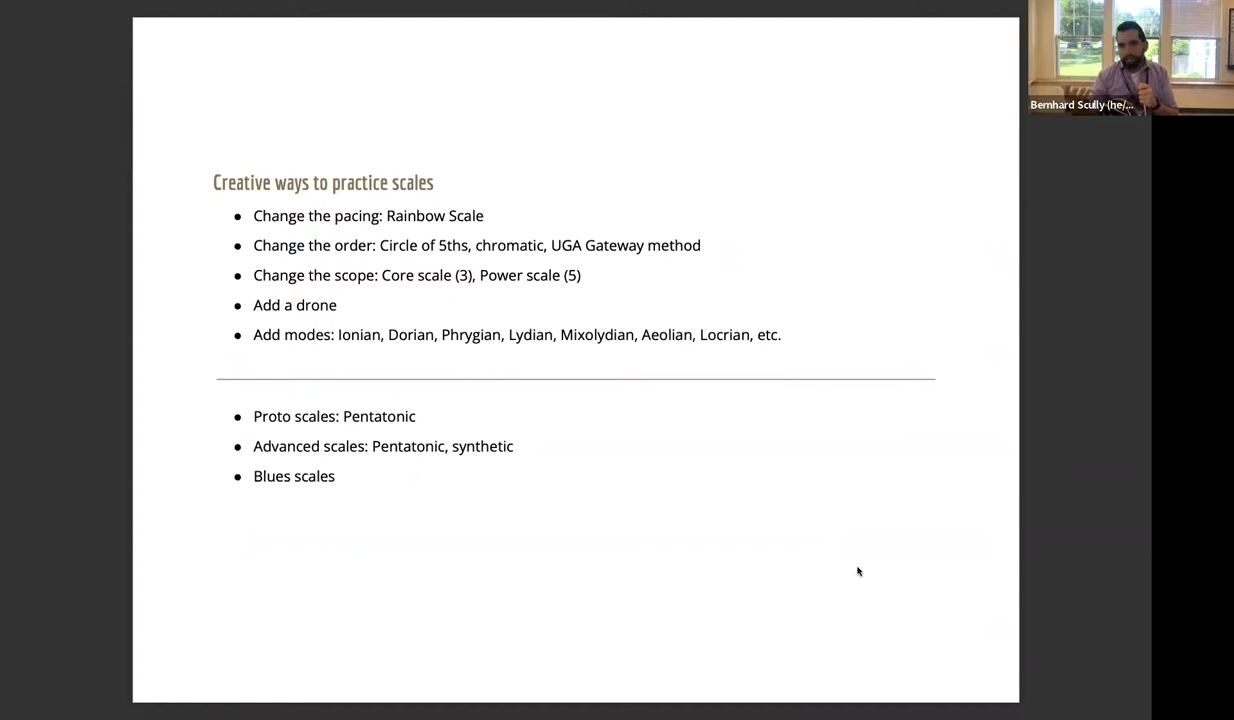 Creative ways to practice scales
● Change the pacing: Rainbow Scale
● Change the order: Circle of 5ths, chromatic, UGA Gateway method
● Change the scope: Core scale (3), Power scale (5)
● Add a drone
● Add modes: Ionian, Dorian, Phrygian, Lydian, Mixolydian, Aeolian, Locrian, etc.
● Proto scales: Pentatonic
● Advanced scales: Pentatonic, synthetic
● Blues scales
Bernhard Scully (he/...